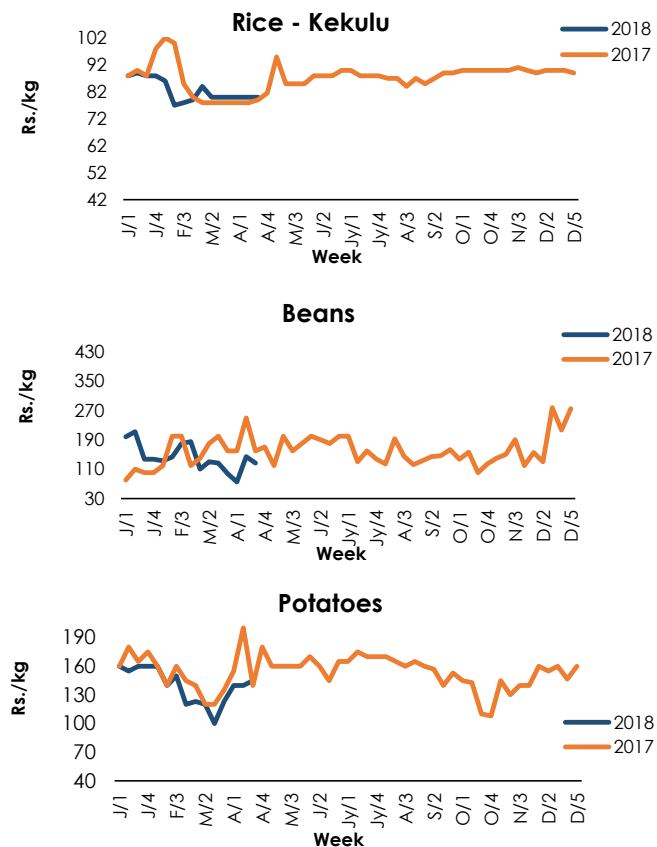 Rice - Kekulu
Rs./kg
102
92
82
72
62
52
42
2018
2017
J/1
J/4
F/3
M/2
A/1
A/4
M/3
J/2
Jy/1
Jy/4
A/3
S/2
O/1
O/4
N/3
D/2
D/5
Week
Beans
Rs./kg
430
350
270
190
110
30
2018
2017
J/1
J/4
F/3
M/2
A/1
A/4
M/3
J/2
Jy/1
Jy/4
A/3
S/2
O/1
O/4
N/3
D/2
D/5
Week
Potatoes
Rs./kg
190
160
130
100
70
40
2018
2017
J/1
J/4
F/3
M/2
A/1
A/4
M/3
J/2
Jy/1
Jy/4
A/3
S/2
O/1
O/4
N/3
D/2
D/5
Week